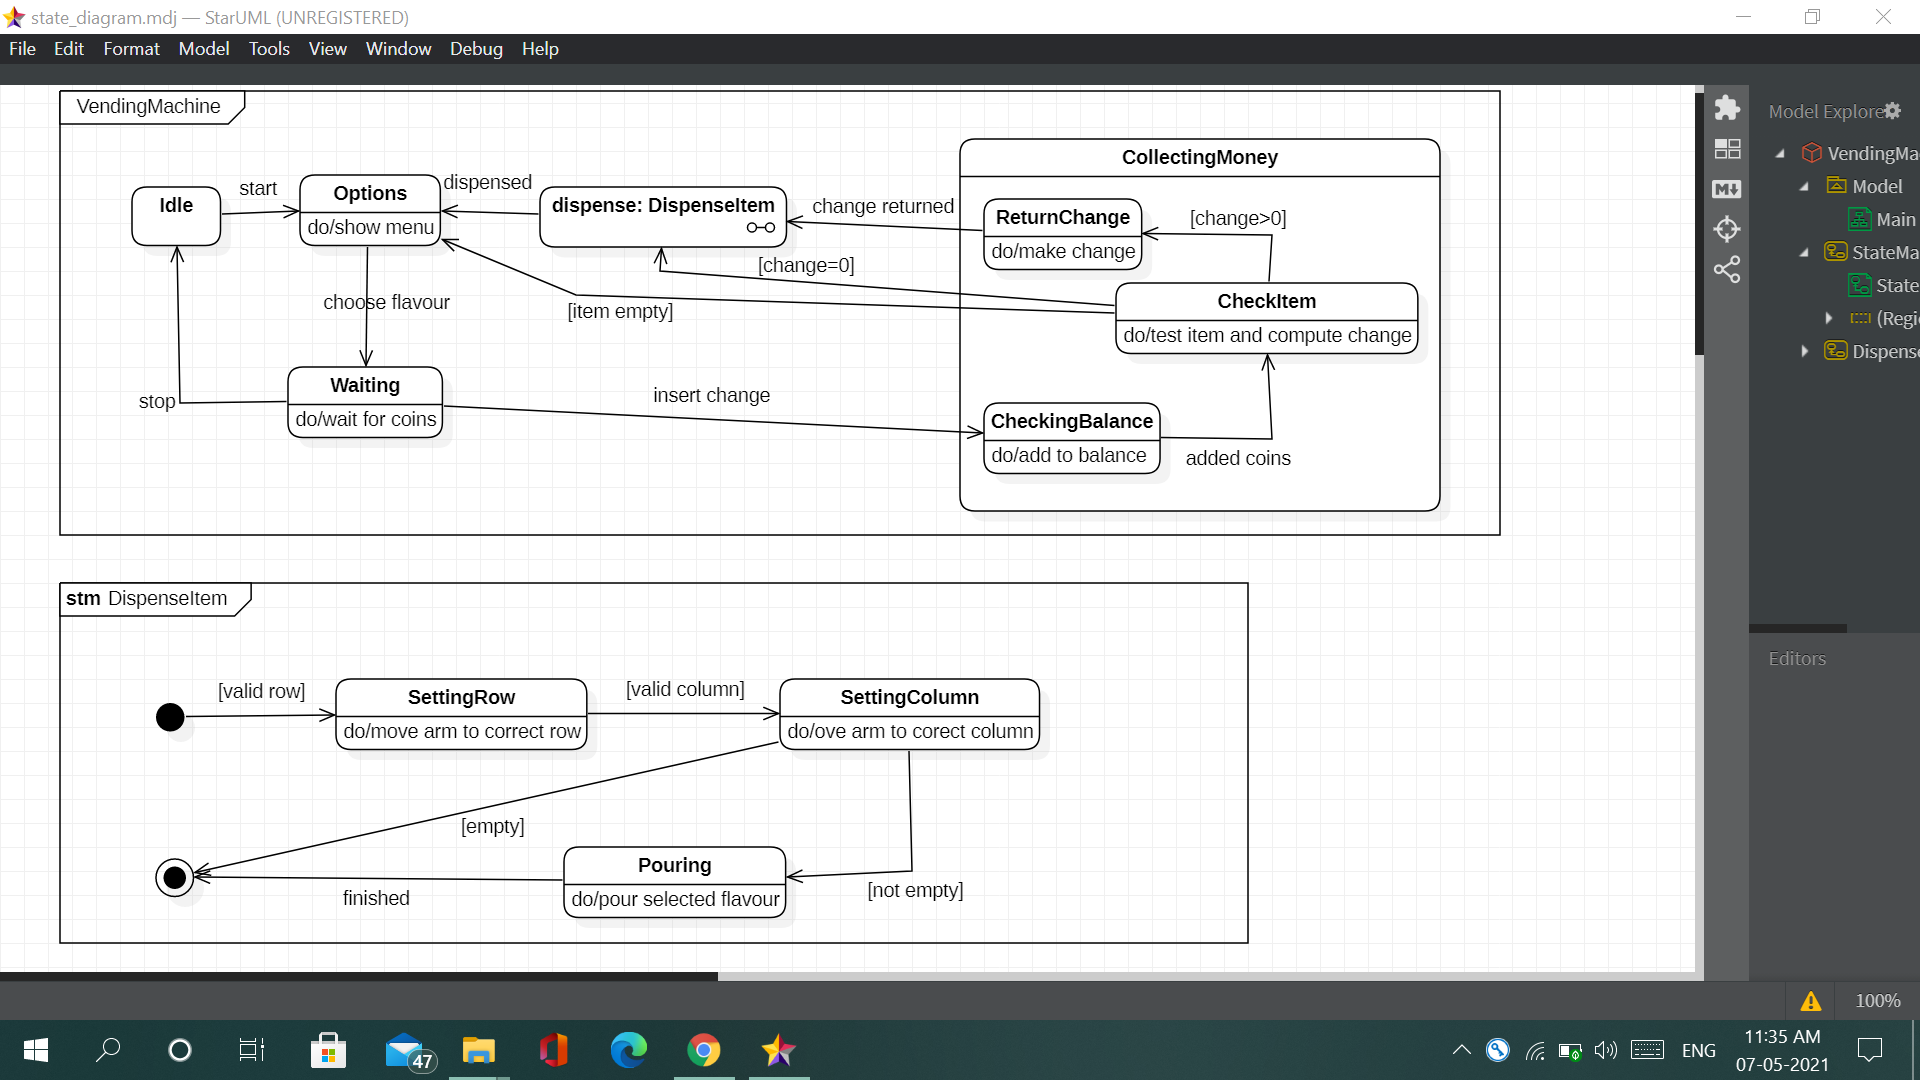 state_diagram.mdj — StarUML (UNREGISTERED)
File Edit Format Model Tools View Window Debug Help
VendingMachine
Idle
start
Options
do/show menu
dispensed
dispense: DispenseItem
change returned
CollectingMoney
ReturnChange
do/make change
[change>0]
[change=0]
[item empty]
CheckItem
do/test item and compute change
choose flavour
stop
Waiting
do/wait for coins
insert change
CheckingBalance
do/add to balance
added coins
stm DispenseItem
[valid row]
SettingRow
do/move arm to correct row
[valid column]
SettingColumn
do/ove arm to corect column
[empty]
Pouring
do/pour selected flavour
[not empty]
finished
Model Explore
VendingMa
Model
Main
StateMa
State
(Regi
Dispense
Editors
M
100%
47
ENG
11:35 AM
07-05-2021